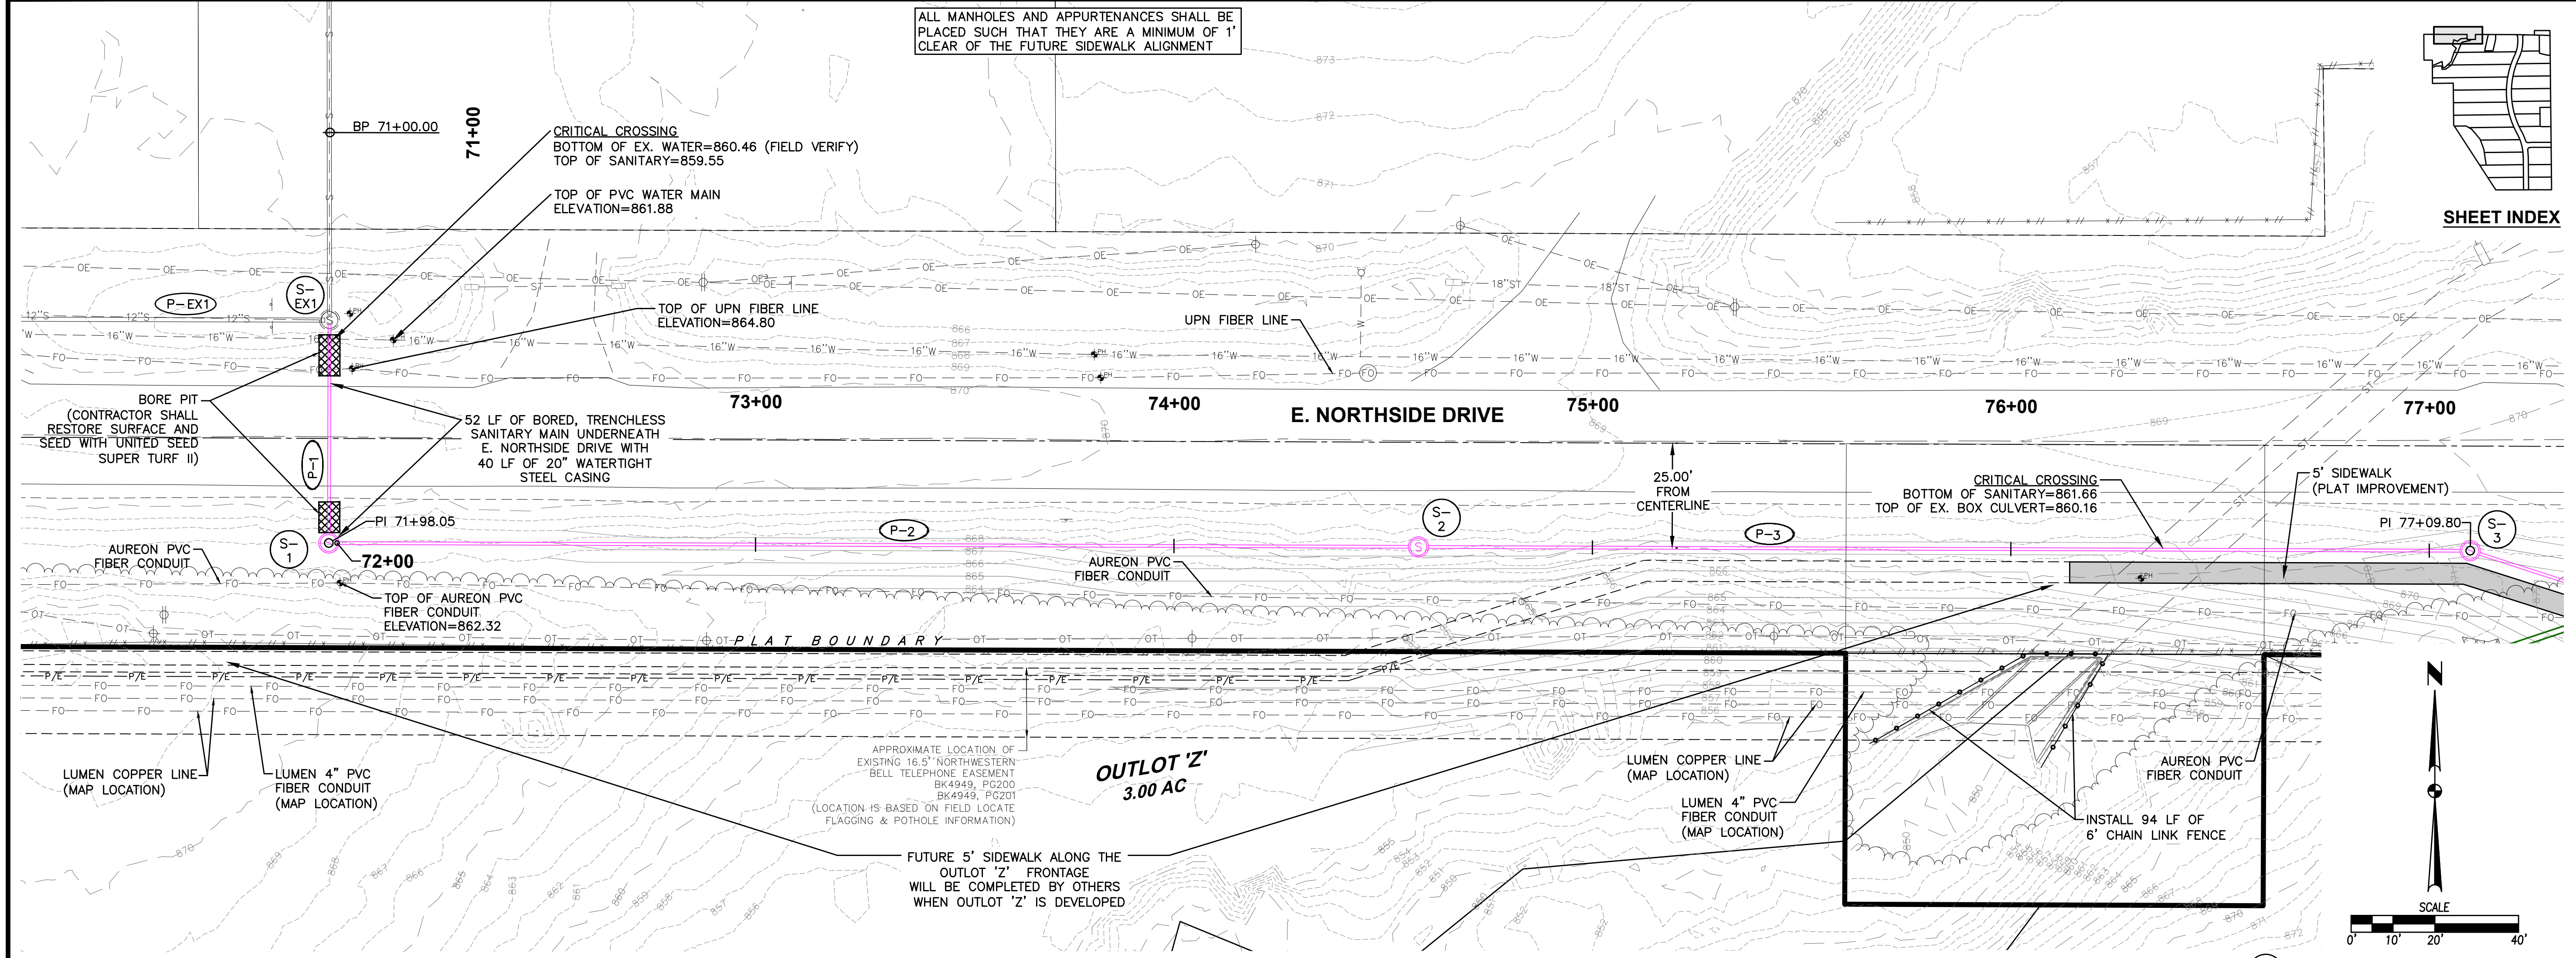 ALL MANHOLES AND APPURTENANCES SHALL BE
PLACED SUCH THAT THEY ARE A MINIMUM OF 1'
CLEAR OF THE FUTURE SIDEWALK ALIGNMENT
SHEET INDEX
BP 71+00.00
71+00
CRITICAL CROSSING
BOTTOM OF EX. WATER=860.46 (FIELD VERIFY)
TOP OF SANITARY=859.55
TOP OF PVC WATER MAIN
ELEVATION=861.88
P-EX1
S-
EX1
TOP OF UPN FIBER LINE
ELEVATION=864.80
UPN FIBER LINE
BORE PIT
(CONTRACTOR SHALL
RESTORE SURFACE AND
SEED WITH UNITED SEED
SUPER TURF II)
52 LF OF BORED, TRENCHLESS
SANITARY MAIN UNDERNEATH
E. NORTHSIDE DRIVE WITH
40 LF OF 20" WATERTIGHT
STEEL CASING
73+00
74+00
E. NORTHSIDE DRIVE
75+00
76+00
77+00
P-1
25.00'
FROM
CENTERLINE
CRITICAL CROSSING
BOTTOM OF SANITARY=861.66
TOP OF EX. BOX CULVERT=860.16
5' SIDEWALK
(PLAT IMPROVEMENT)
PI 71+98.05
S-
1
72+00
P-2
S-
2
P-3
PI 77+09.80
S-
3
AUREON PVC
FIBER CONDUIT
TOP OF AUREON PVC
FIBER CONDUIT
ELEVATION=862.32
AUREON PVC
FIBER CONDUIT
PLAT BOUNDARY
LUMEN COPPER LINE
(MAP LOCATION)
LUMEN 4" PVC
FIBER CONDUIT
(MAP LOCATION)
APPROXIMATE LOCATION OF
EXISTING 16.5' NORTHWESTERN
BELL TELEPHONE EASEMENT
BK4949, PG200
BK4949, PG201
(LOCATION IS BASED ON FIELD LOCATE
FLAGGING & POTHOLE INFORMATION)
OUTLOT 'Z'
3.00 AC
FUTURE 5' SIDEWALK ALONG THE
OUTLOT 'Z' FRONTAGE
WILL BE COMPLETED BY OTHERS
WHEN OUTLOT 'Z' IS DEVELOPED
LUMEN COPPER LINE
(MAP LOCATION)
LUMEN 4" PVC
FIBER CONDUIT
(MAP LOCATION)
AUREON PVC
FIBER CONDUIT
INSTALL 94 LF OF
6' CHAIN LINK FENCE
N
SCALE
0' 10' 20' 40'